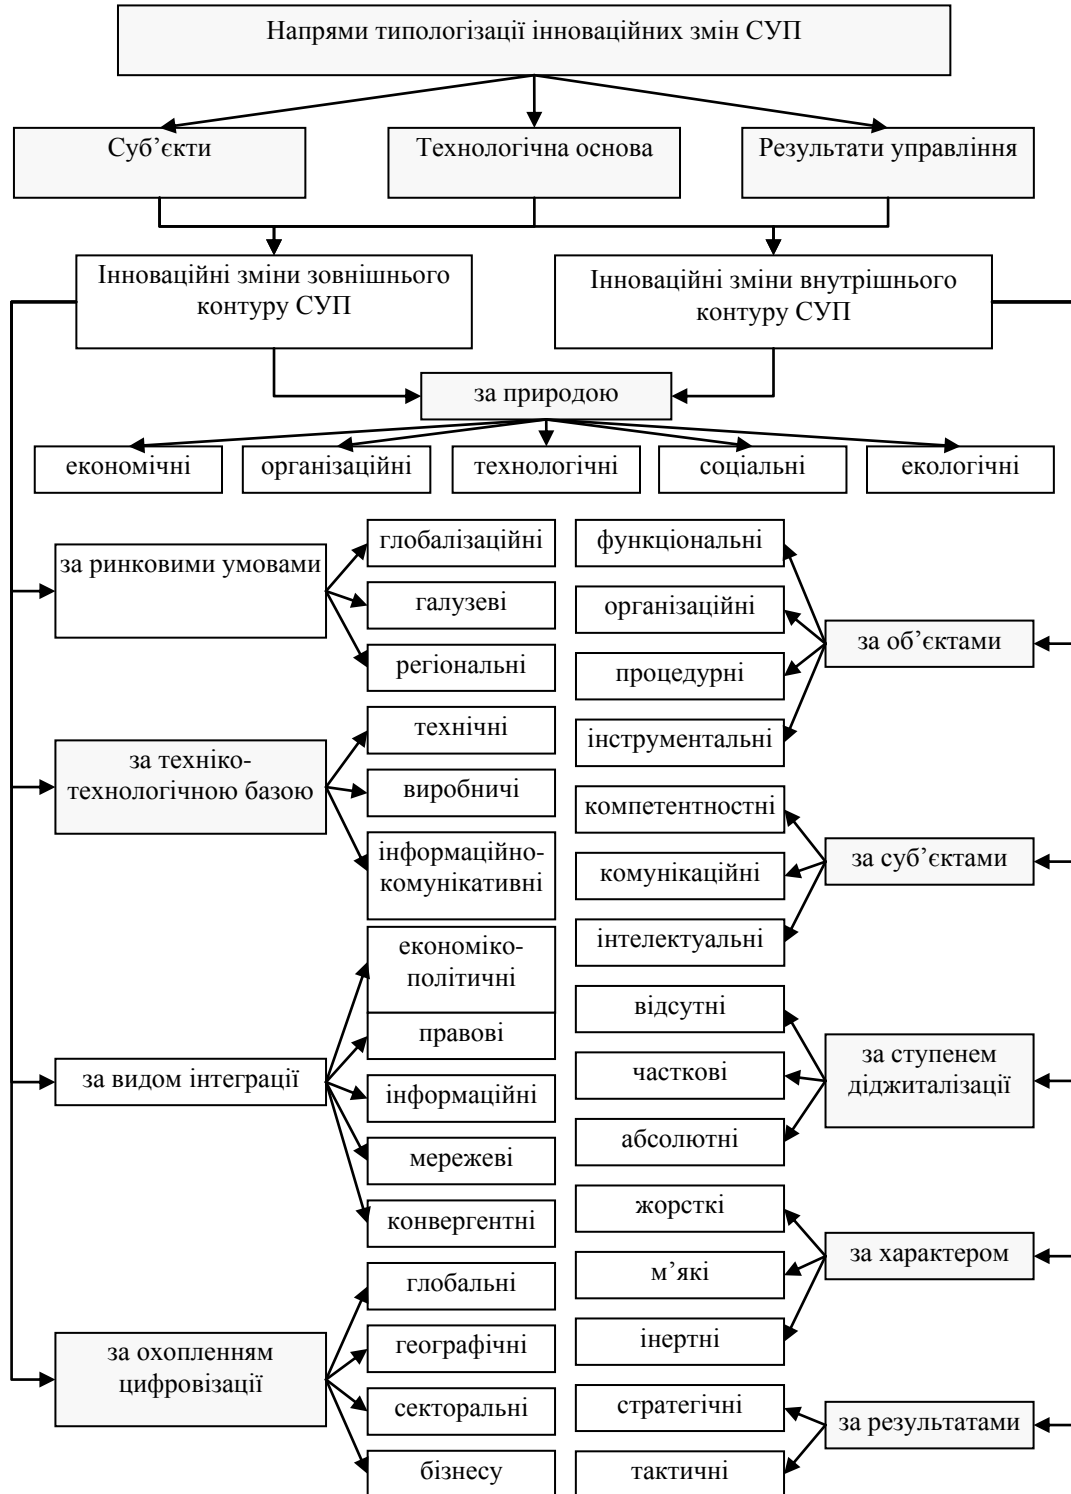 Напрями типологізації інноваційних змін СУП
Суб’єкти
Технологічна основа
Результати управління
Інноваційні зміни зовнішнього
контуру СУП
Інноваційні зміни внутрішнього
контуру СУП
за природою
економічні
організаційні
технологічні
соціальні
екологічні
за ринковими умовами
глобалізаційні
галузеві
регіональні
за техніко-
технологічною базою
технічні
виробничі
інформаційно-
комунікативні
за видом інтеграції
економіко-
політичні
правові
інформаційні
мережеві
конвергентні
за охопленням
цифровізації
глобальні
географічні
секторальні
бізнесу
функціональні
організаційні
процедурні
інструментальні
за об’єктами
компетентностні
комунікаційні
інтелектуальні
за суб’єктами
відсутні
часткові
абсолютні
за ступенем
діджиталізації
жорсткі
м’які
інертні
за характером
стратегічні
тактичні
за результатами